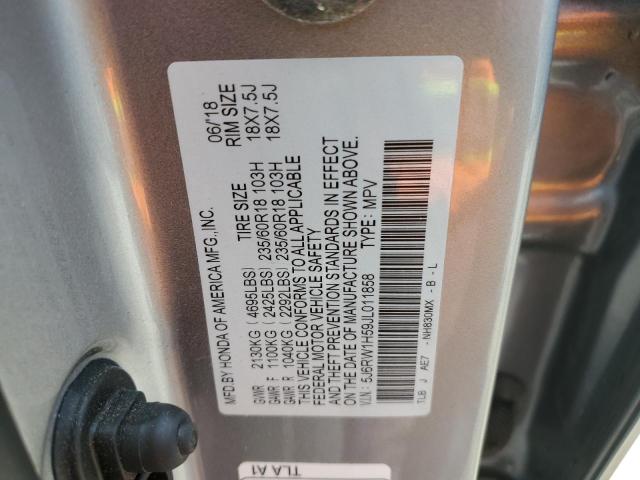 MFD.BY HONDA OF AMERICA MFG.,INC. 06/'18
TIRE SIZE RIM SIZE
GVWR 2130KG ( 4695LBS)
GAWR F 1100KG ( 2425LBS) 235/60R18 103H 18X7.5J
GAWR R 1040KG ( 2292LBS) 235/60R18 103H 18X7.5J
THIS VEHICLE CONFORMS TO ALL APPLICABLE
FEDERAL MOTOR VEHICLE SAFETY
AND THEFT PREVENTION STANDARDS IN EFFECT
ON THE DATE OF MANUFACTURE SHOWN ABOVE.
V.I.N.: 5J6RW1H59JL011858 TYPE: MPV
TLB J AE7 - NH830MX - B - L
TLA A1